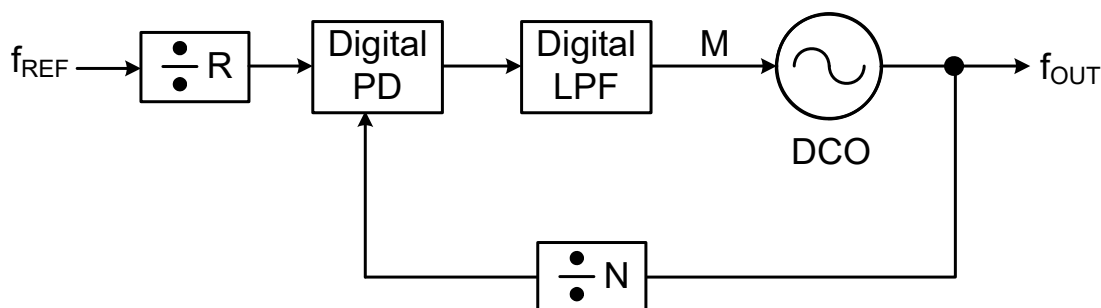 f_REF
÷ R
Digital
PD
Digital
LPF
M
DCO
f_OUT
÷ N